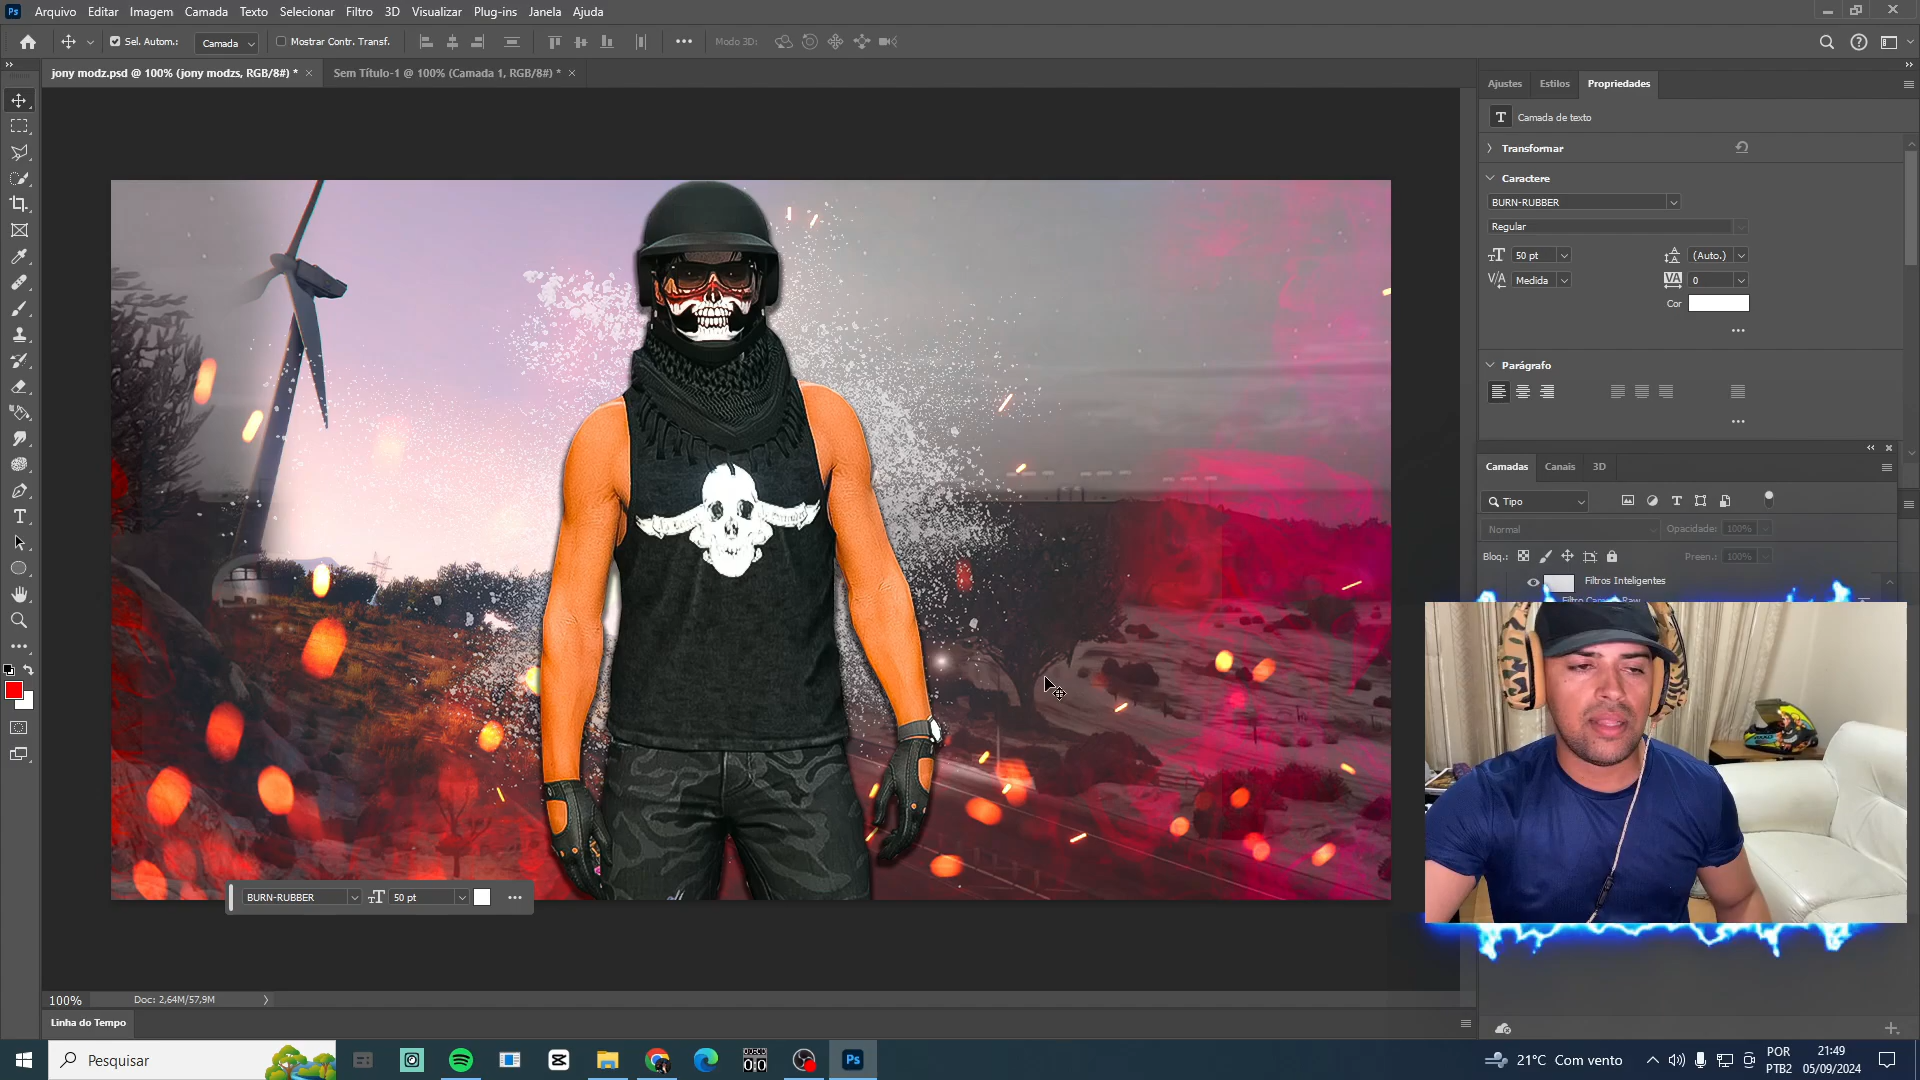 Ps Arquivo Editar Imagem Camada Texto Selecionar Filtro 3D Visualizar Plug-ins Janela Ajuda
Sel. Autom.: Camada Mostrar Contr. Transf. Modo 3D:
jony modz.psd @ 100% (jony modzs, RGB/8#) * Sem Título-1 @ 100% (Camada 1, RGB/8#) *
Ajustes Estilos Propriedades
T Camada de texto
Transformar
Caractere
BURN-RUBBER
Regular
50 pt (Auto.)
Medida 0
Cor
Parágrafo
Camadas Canais 3D
Tipo
Normal Opacidade: 100%
Bloq.: Preen.: 100%
Filtros Inteligentes
BURN-RUBBER 50 pt
100% Doc: 2,64M/57,9M
Linha do Tempo
Pesquisar
Ps
21°C Com vento
POR
PTB2
21:49
05/09/2024